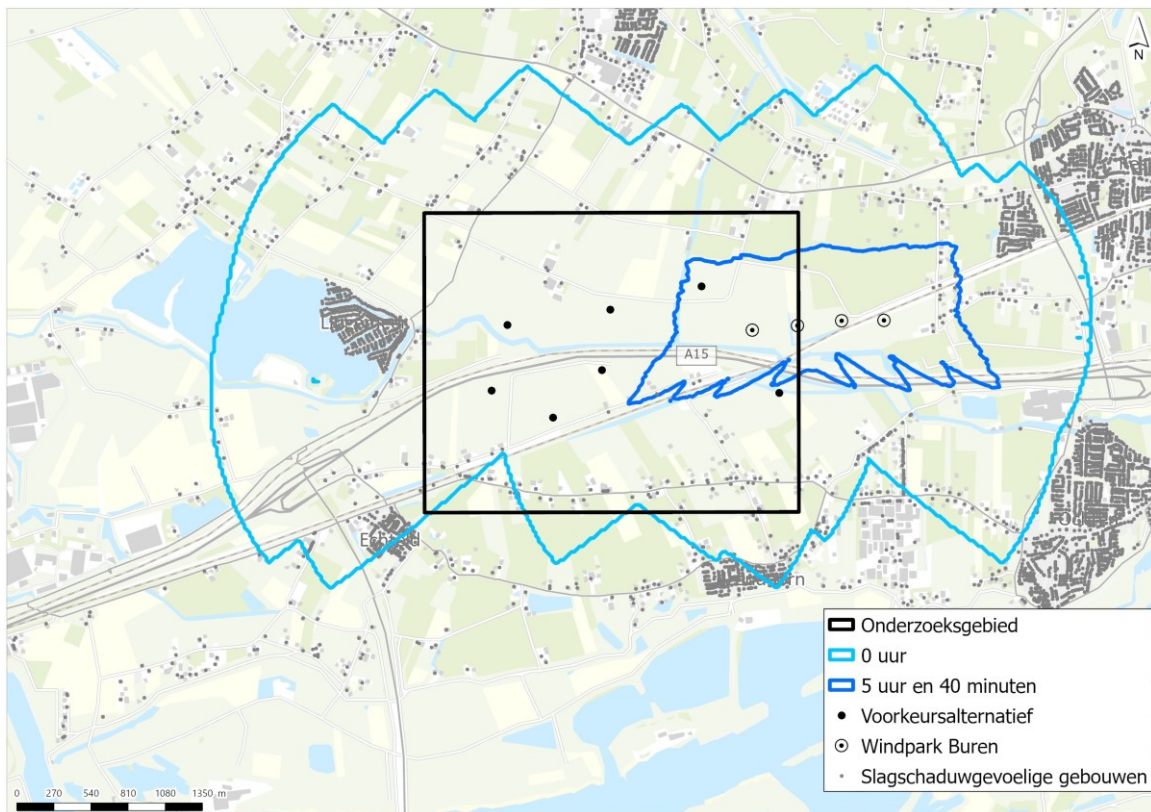 N
A15
Onderzoeksgebied
0 uur
5 uur en 40 minuten
Voorkeursalternatief
Windpark Buren
Slagschaduwgevoelige gebouwen
0 270 540 810 1080 1350 m